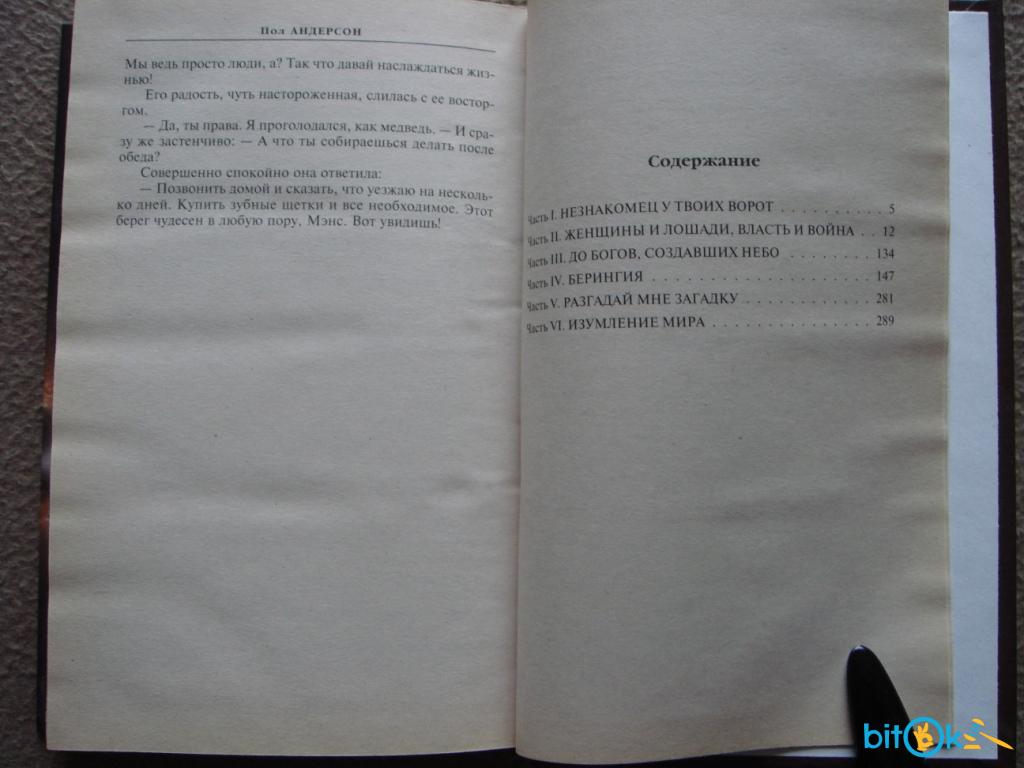 Пол АНДЕРСОН
Мы ведь просто люди, а? Так что давай наслаждаться жиз-
нью!
Его радость, чуть настороженная, слилась с ее востор-
гом.
— Да, ты права. Я проголодался, как медведь. — И сра-
зу же застенчиво: — А что ты собираешься делать после
обеда?
Совершенно спокойно она ответила:
— Позвонить домой и сказать, что уезжаю на несколь-
ко дней. Купить зубные щетки и все необходимое. Этот
берег чудесен в любую пору, Мэнс. Вот увидишь!
Содержание
Часть I. НЕЗНАКОМЕЦ У ТВОИХ ВОРОТ . . . . . . . . . . 5
Часть II. ЖЕНЩИНЫ И ЛОШАДИ, ВЛАСТЬ И ВОЙНА . . 12
Часть III. ДО БОГОВ, СОЗДАВШИХ НЕБО . . . . . . . . 134
Часть IV. БЕРИНГИЯ . . . . . . . . . . . . . . . . . . . . 147
Часть V. РАЗГАДАЙ МНЕ ЗАГАДКУ . . . . . . . . . . . . 281
Часть VI. ИЗУМЛЕНИЕ МИРА . . . . . . . . . . . . . . . 289
bitOk